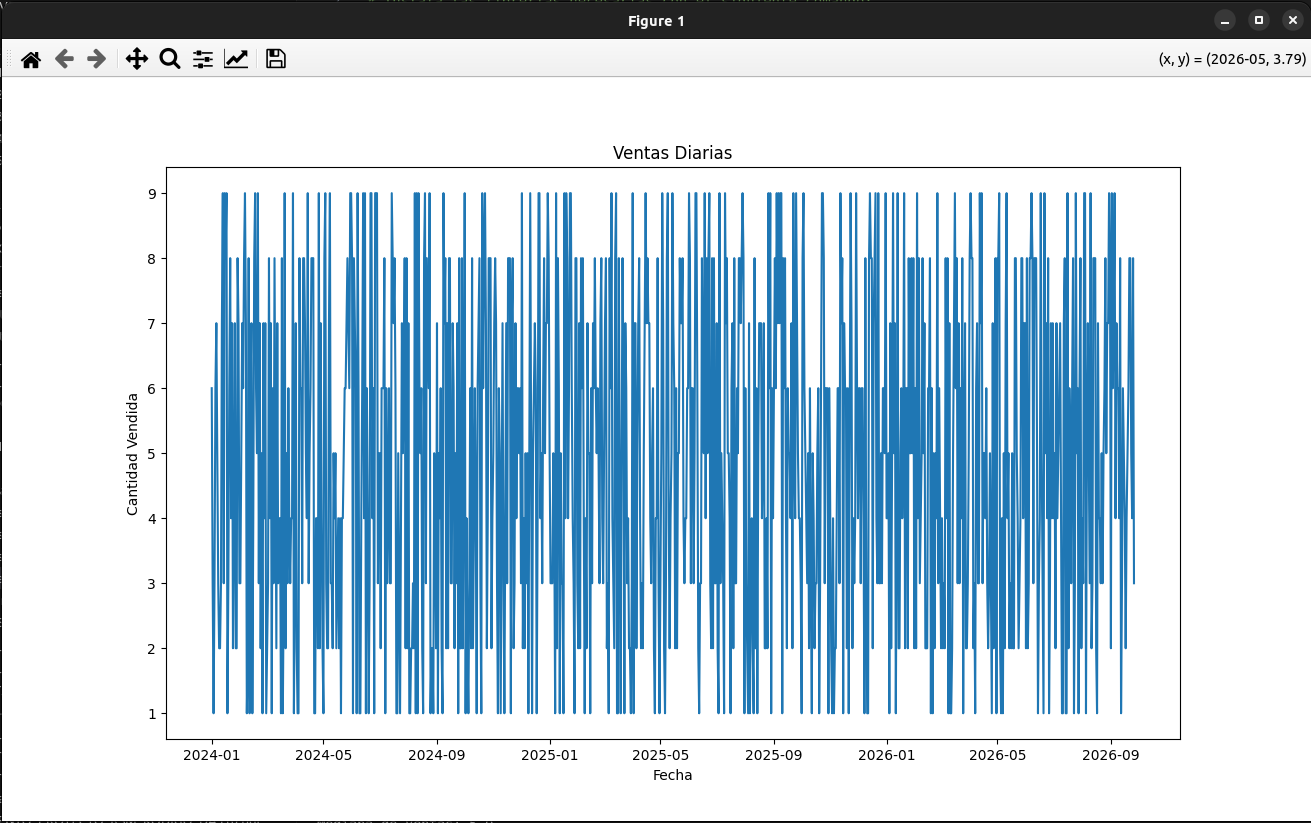 Figure 1
(x, y) = (2026-05, 3.79)
Ventas Diarias
9
8
7
6
5
4
3
2
1
Cantidad Vendida
2024-01 2024-05 2024-09 2025-01 2025-05 2025-09 2026-01 2026-05 2026-09
Fecha